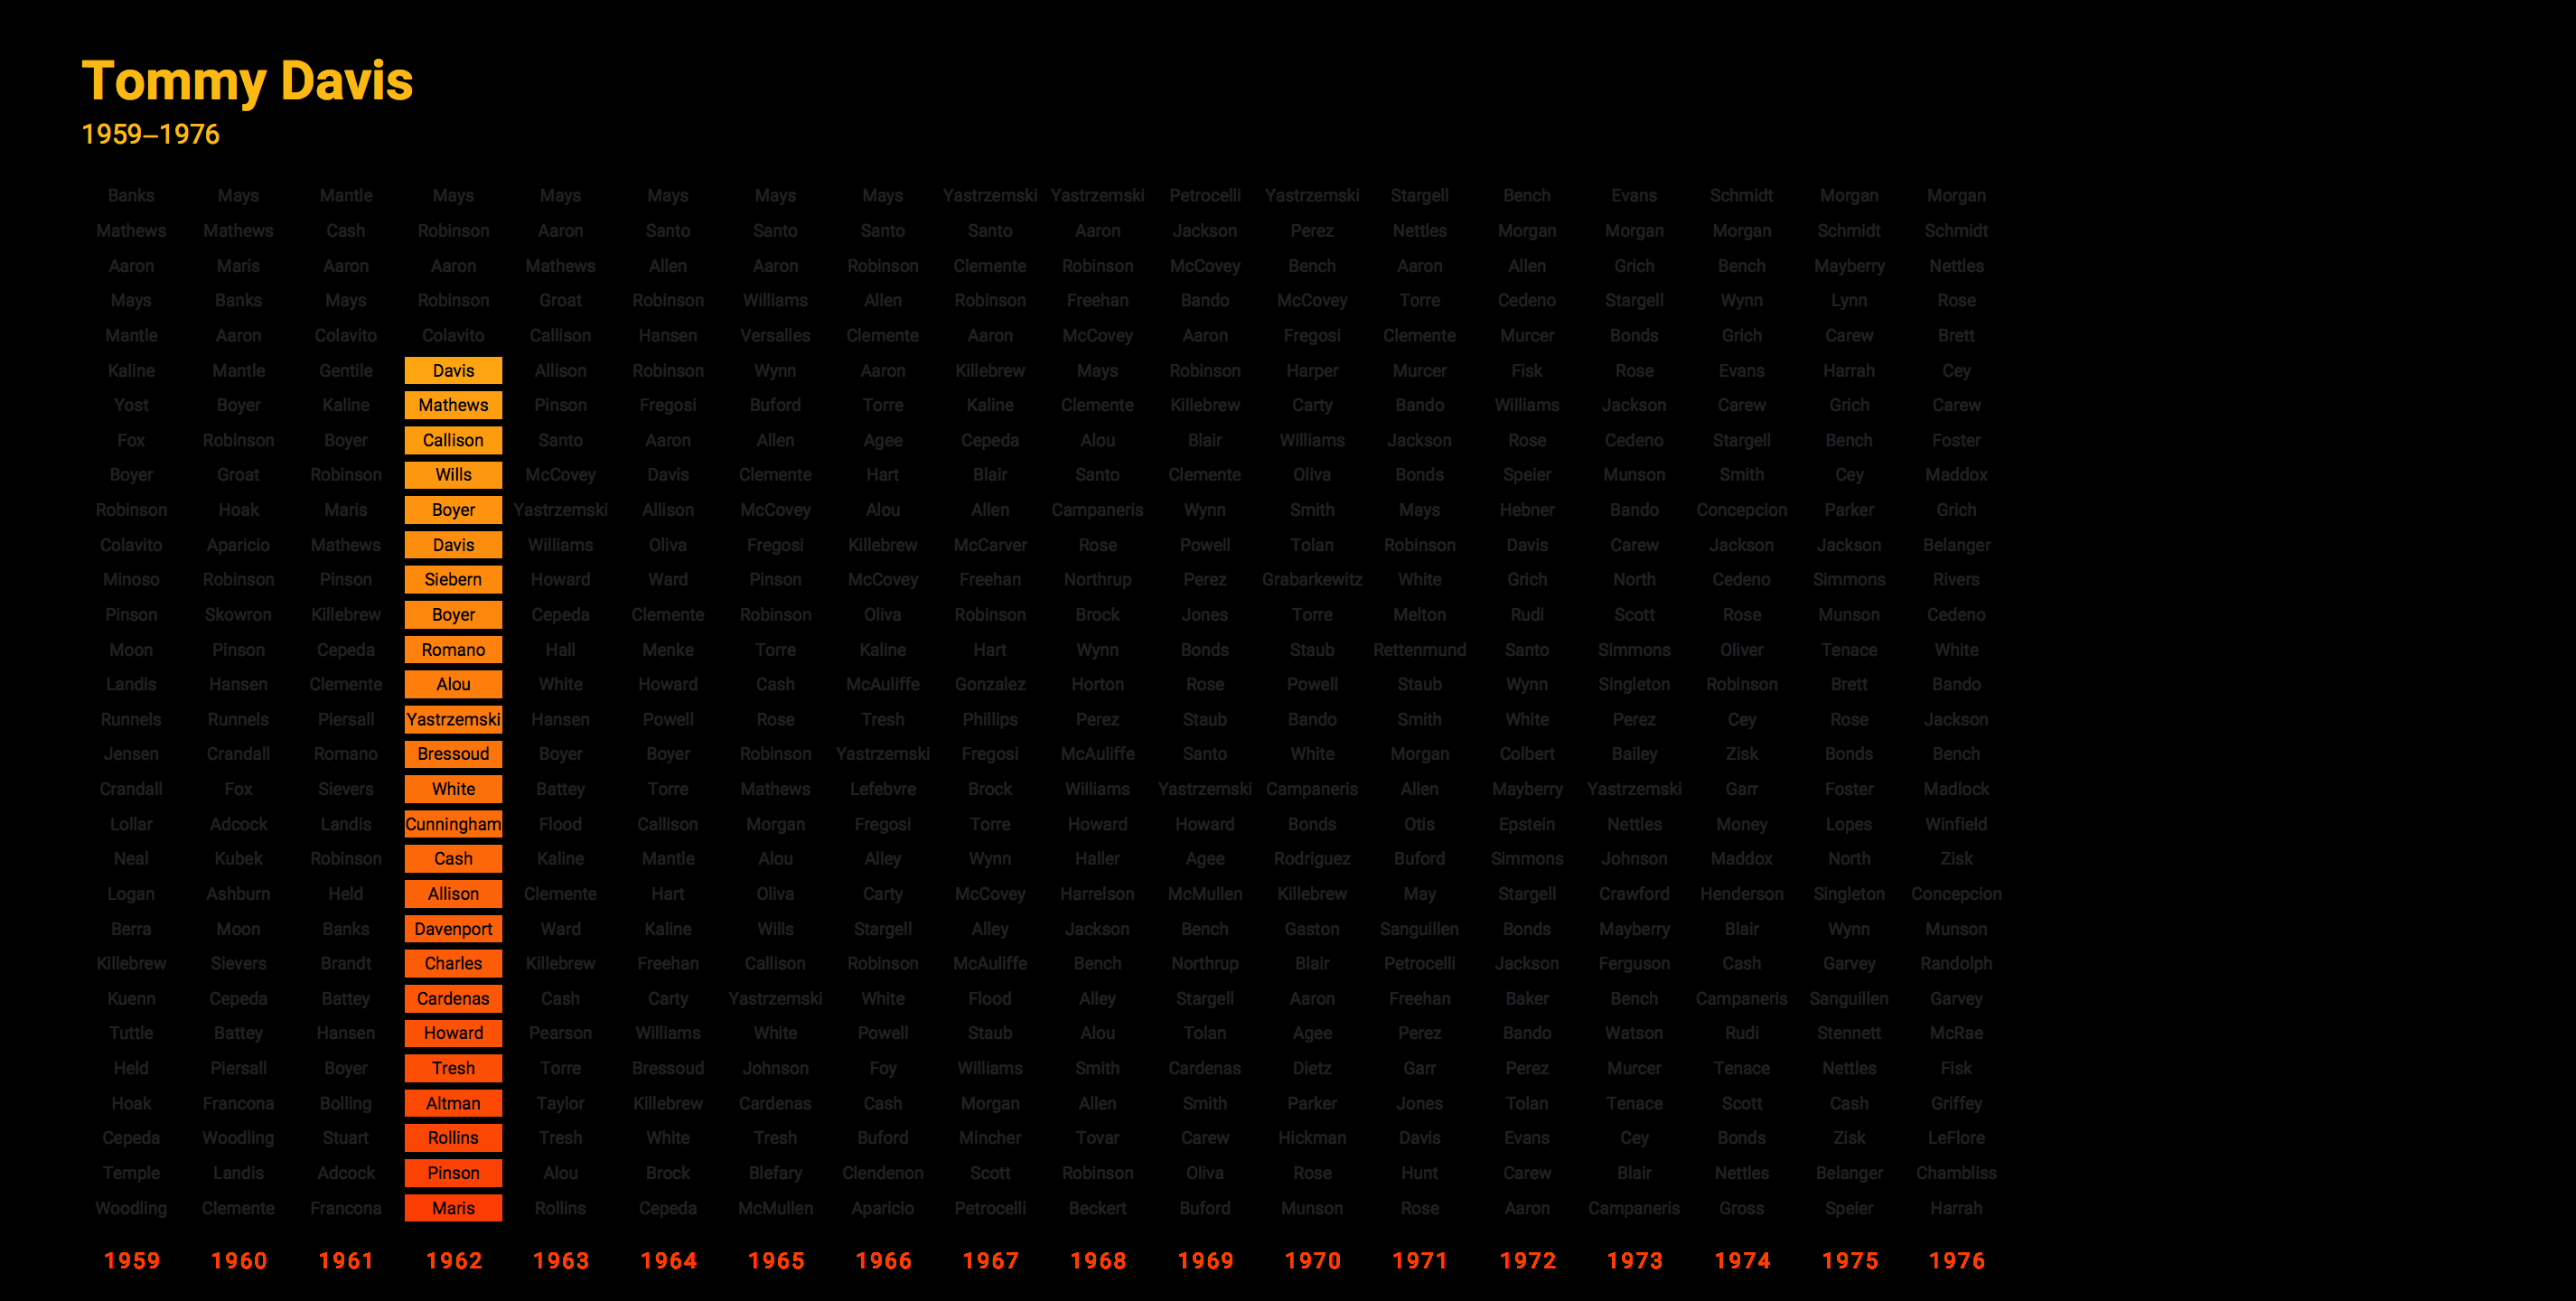 Tommy Davis
1959–1976
Banks Mays Mantle Mays Mays Mays Mays Mays Yastrzemski Yastrzemski Petrocelli Yastrzemski Stargell Bench Evans Schmidt Morgan Morgan
Mathews Mathews Cash Robinson Aaron Santo Santo Santo Santo Aaron Jackson Perez Nettles Morgan Morgan Morgan Schmidt Schmidt
Aaron Maris Aaron Aaron Mathews Allen Aaron Robinson Clemente Robinson McCovey Bench Aaron Allen Grich Bench Mayberry Nettles
Mays Banks Mays Robinson Groat Robinson Williams Allen Robinson Freehan Bando McCovey Torre Cedeno Stargell Wynn Lynn Rose
Mantle Aaron Colavito Colavito Callison Hansen Versalles Clemente Aaron McCovey Aaron Fregosi Clemente Murcer Bonds Grich Carew Brett
Kaline Mantle Gentile Davis Allison Robinson Wynn Aaron Killebrew Mays Robinson Harper Murcer Fisk Rose Evans Harrah Cey
Yost Boyer Kaline Mathews Pinson Fregosi Buford Torre Kaline Clemente Killebrew Carty Bando Williams Jackson Carew Grich Carew
Fox Robinson Boyer Callison Santo Aaron Allen Agee Cepeda Alou Blair Williams Jackson Rose Cedeno Stargell Bench Foster
Boyer Groat Robinson Wills McCovey Davis Clemente Hart Blair Santo Clemente Oliva Bonds Speier Munson Smith Cey Maddox
Robinson Hoak Maris Boyer Yastrzemski Allison McCovey Alou Allen Campaneris Wynn Smith Mays Hebner Bando Concepcion Parker Grich
Colavito Aparicio Mathews Davis Williams Oliva Fregosi Killebrew McCarver Rose Powell Tolan Robinson Davis Carew Jackson Jackson Belanger
Minoso Robinson Pinson Siebern Howard Ward Pinson McCovey Freehan Northrup Perez Grabarkewitz White Grich North Cedeno Simmons Rivers
Pinson Skowron Killebrew Boyer Cepeda Clemente Robinson Oliva Robinson Brock Jones Torre Melton Rudi Scott Rose Munson Cedeno
Moon Pinson Cepeda Romano Hall Menke Torre Kaline Hart Wynn Bonds Staub Rettenmund Santo Simmons Oliver Tenace White
Landis Hansen Clemente Alou White Howard Cash McAuliffe Gonzalez Horton Rose Powell Staub Wynn Singleton Robinson Brett Bando
Runnels Runnels Piersall Yastrzemski Hansen Powell Rose Tresh Phillips Perez Staub Bando Smith White Perez Cey Rose Jackson
Jensen Crandall Romano Bressoud Boyer Boyer Robinson Yastrzemski Fregosi McAuliffe Santo White Morgan Colbert Bailey Zisk Bonds Bench
Crandall Fox Sievers White Battey Torre Mathews Lefebvre Brock Williams Yastrzemski Campaneris Allen Mayberry Yastrzemski Garr Foster Madlock
Lollar Adcock Landis Cunningham Flood Callison Morgan Fregosi Torre Howard Howard Bonds Otis Epstein Nettles Money Lopes Winfield
Neal Kubek Robinson Cash Kaline Mantle Alou Alley Wynn Haller Agee Rodriguez Buford Simmons Johnson Maddox North Zisk
Logan Ashburn Held Allison Clemente Hart Oliva Carty McCovey Harrelson McMullen Killebrew May Stargell Crawford Henderson Singleton Concepcion
Berra Moon Banks Davenport Ward Kaline Wills Stargell Alley Jackson Bench Gaston Sanguillen Bonds Mayberry Blair Wynn Munson
Killebrew Sievers Brandt Charles Killebrew Freehan Callison Robinson McAuliffe Bench Northrup Blair Petrocelli Jackson Ferguson Cash Garvey Randolph
Kuenn Cepeda Battey Cardenas Cash Carty Yastrzemski White Flood Alley Stargell Aaron Freehan Baker Bench Campaneris Sanguillen Garvey
Tuttle Battey Hansen Howard Pearson Williams White Powell Staub Alou Tolan Agee Perez Bando Watson Rudi Stennett McRae
Held Piersall Boyer Tresh Torre Bressoud Johnson Foy Williams Smith Cardenas Dietz Garr Perez Murcer Tenace Nettles Fisk
Hoak Francona Bolling Altman Taylor Killebrew Cardenas Cash Morgan Allen Smith Parker Jones Tolan Tenace Scott Cash Griffey
Cepeda Woodling Stuart Rollins Tresh White Tresh Buford Mincher Tovar Carew Hickman Davis Evans Cey Bonds Zisk LeFlore
Temple Landis Adcock Pinson Alou Brock Blefary Clendenon Scott Robinson Oliva Rose Hunt Carew Blair Nettles Belanger Chambliss
Woodling Clemente Francona Maris Rollins Cepeda McMullen Aparicio Petrocelli Beckert Buford Munson Rose Aaron Campaneris Gross Speier Harrah
1959 1960 1961 1962 1963 1964 1965 1966 1967 1968 1969 1970 1971 1972 1973 1974 1975 1976